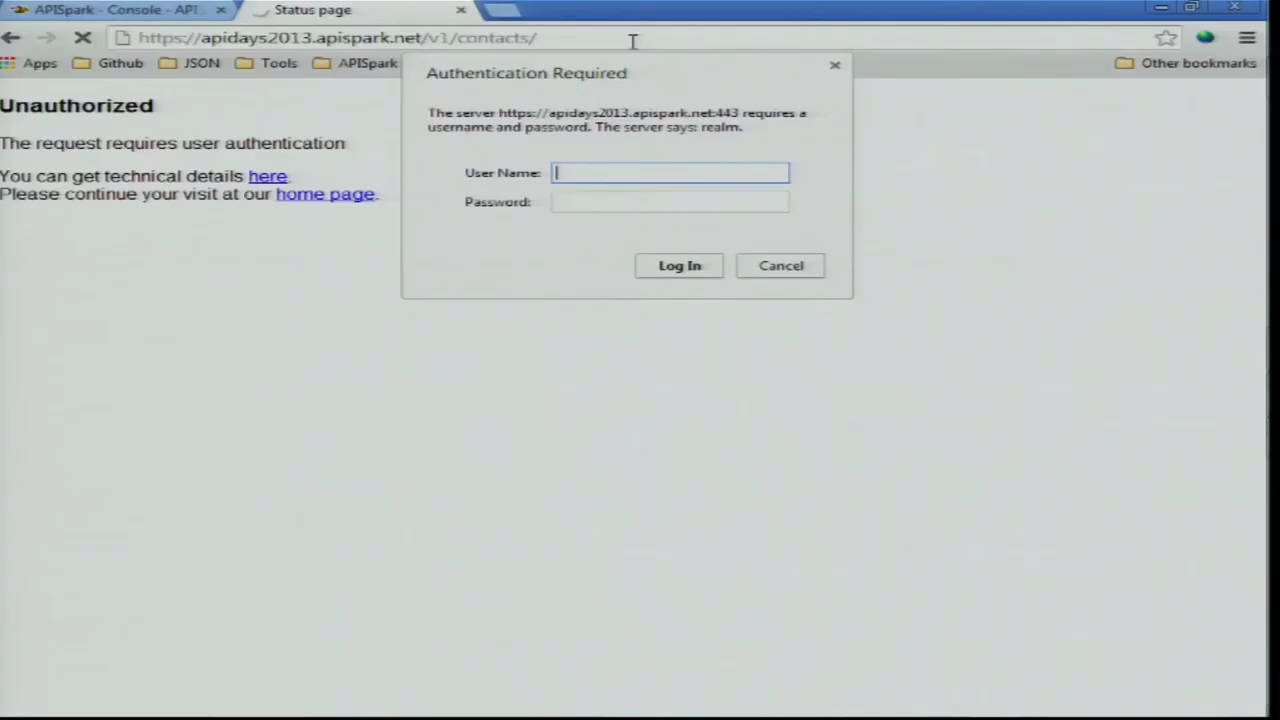 APISpark - Console - API
Status page
https://apidays2013.apispark.net/v1/contacts/
Apps Github JSON Tools APISpark Other bookmarks
Authentication Required
The server https://apidays2013.apispark.net:443 requires a
username and password. The server says: realm.
User Name:
Password:
Log In Cancel
Unauthorized
The request requires user authentication
You can get technical details here.
Please continue your visit at our home page.